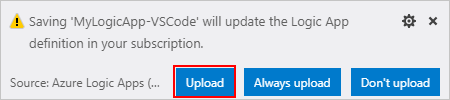 Saving 'MyLogicApp-VSCode' will update the Logic App
definition in your subscription.
Source: Azure Logic Apps (... Upload Always upload Don't upload